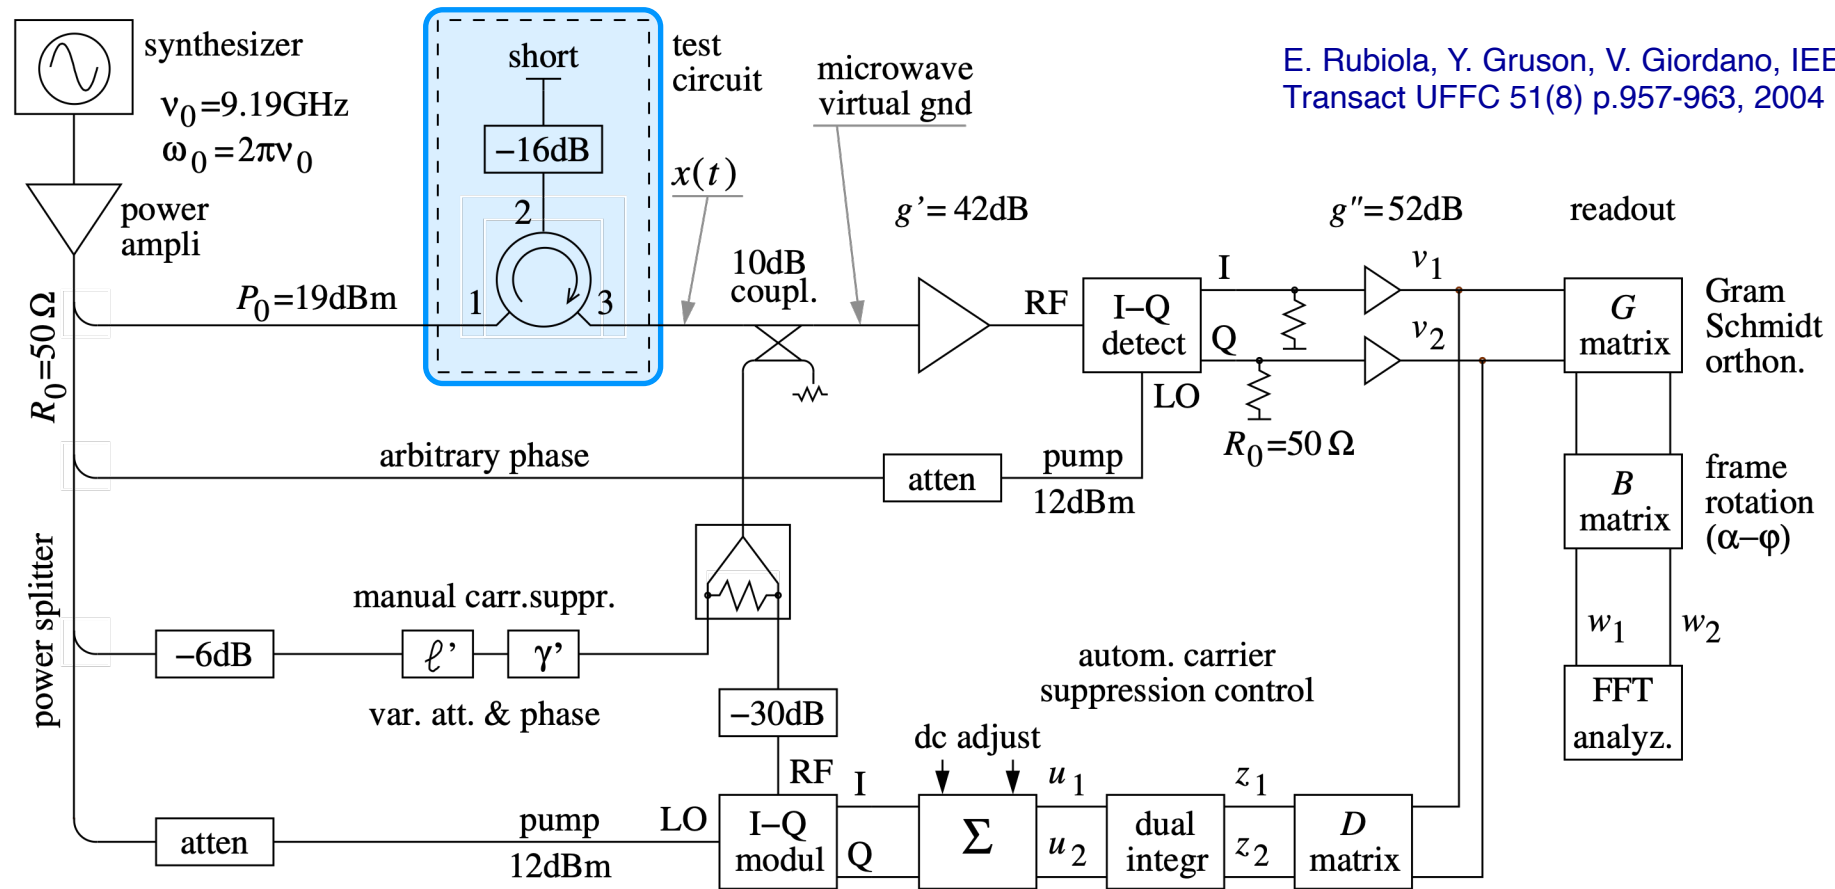 synthesizer
ν0=9.19GHz
ω0=2πν0
power
ampli
short
−16dB
2
1
3
test
circuit
x(t)
microwave
virtual gnd
E. Rubiola, Y. Gruson, V. Giordano, IEE
Transact UFFC 51(8) p.957-963, 2004
g'= 42dB
g"= 52dB
readout
P0=19dBm
R0=50 Ω
10dB
coupl.
RF
I−Q
detect
I
Q
LO
v1
v2
R0=50 Ω
G
matrix
Gram
Schmidt
orthon.
arbitrary phase
atten
pump
12dBm
B
matrix
frame
rotation
(α−φ)
power splitter
manual carr.suppr.
−6dB
ℓ'
γ'
var. att. & phase
−30dB
autom. carrier
suppression control
w1
w2
FFT
analyz.
dc adjust
RF
I
u1
z1
atten
pump
12dBm
LO
I−Q
modul
Q
Σ
u2
dual
integr
z2
D
matrix